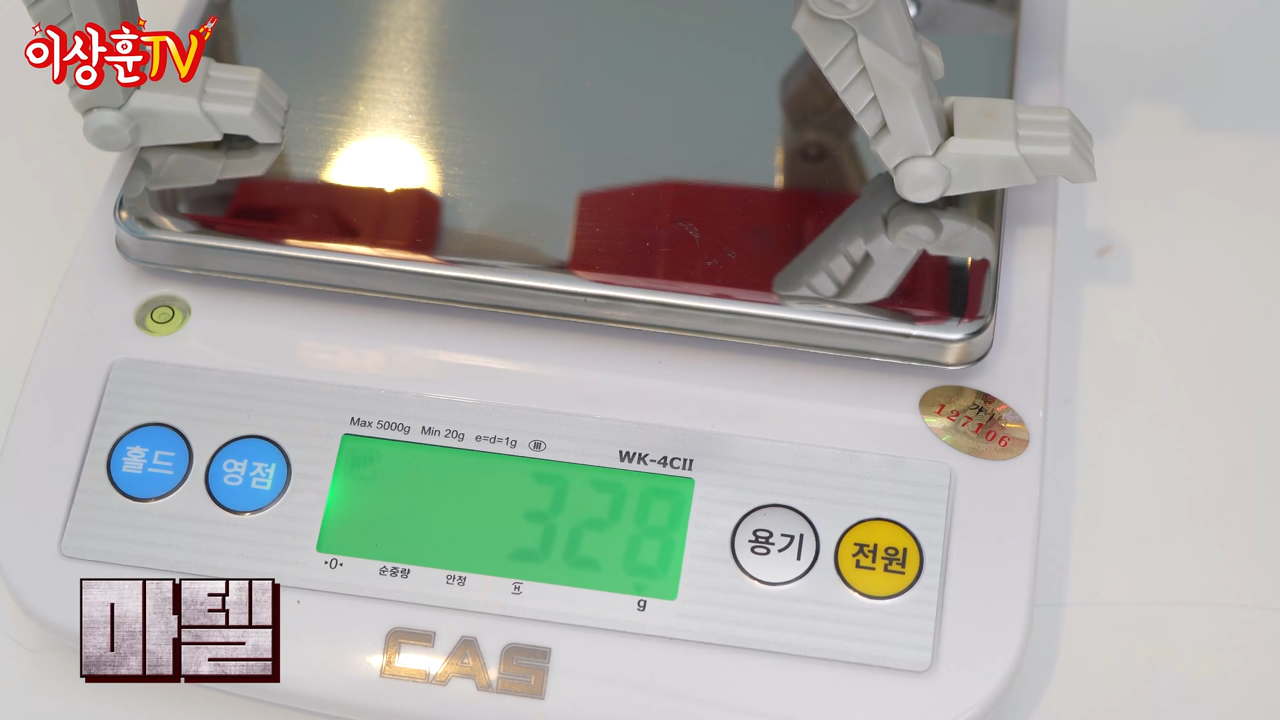 이상훈TV
127106
Max 5000g Min 20g e=d=1g Ⅲ
WK-4CII
홀드
영점
328
용기
전원
▸0◂ 순중량 안정 H g
마텔
CAS